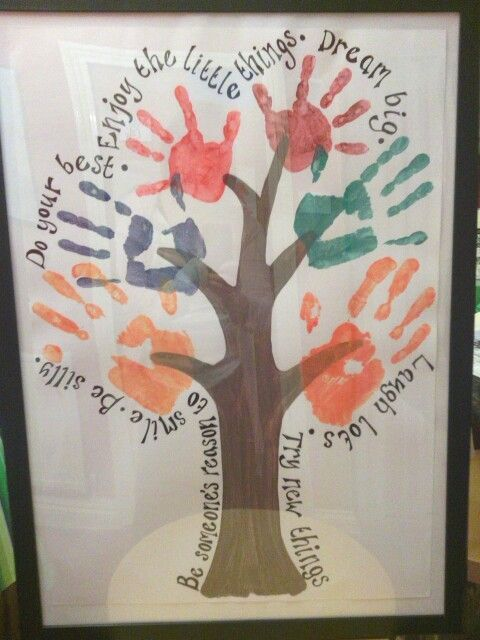 Be someone's reason to smile. Be silly.
Do your best. Enjoy the little things. Dream big.
Laugh lots.
Try new things